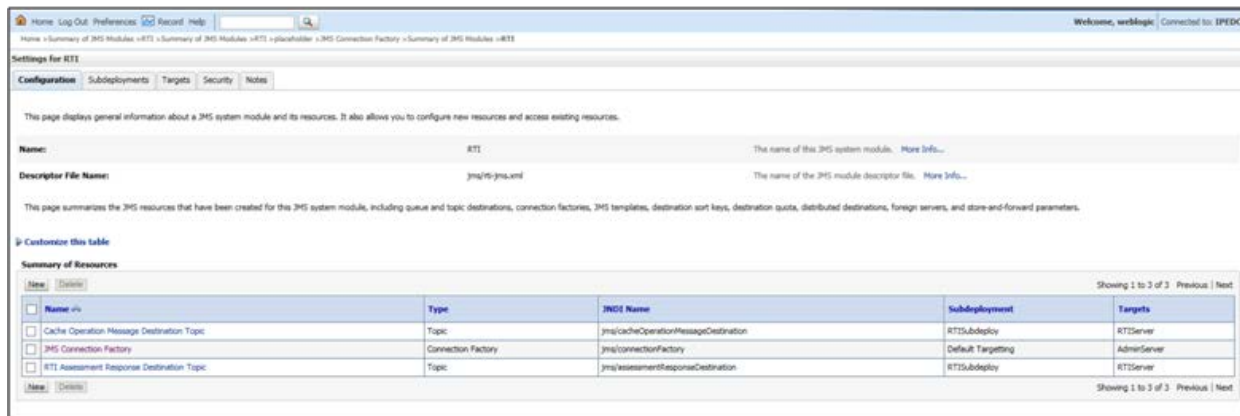 Home Log Out Preferences Record Help
Welcome, weblogic Connected to: IPEDC
Home >Summary of JMS Modules >RTI >Summary of JMS Modules >RTI >placeholder >JMS Connection Factory >Summary of JMS Modules >RTI
Settings for RTI
Configuration Subdeployments Targets Security Notes
This page displays general information about a JMS system module and its resources. It also allows you to configure new resources and access existing resources.
Name: RTI The name of this JMS system module. More Info...
Descriptor File Name: jms/rti-jms.xml The name of the JMS module descriptor file. More Info...
This page summarizes the JMS resources that have been created for this JMS system module, including queue and topic destinations, connection factories, JMS templates, destination sort keys, destination quota, distributed destinations, foreign servers, and store-and-forward parameters.
Customize this table
Summary of Resources
New Delete Showing 1 to 3 of 3 Previous | Next
Name Type JNDI Name Subdeployment Targets
Cache Operation Message Destination Topic Topic jms/cacheOperationMessageDestination RTISubdeploy RTIServer
JMS Connection Factory Connection Factory jms/connectionFactory Default Targetting AdminServer
RTI Assessment Response Destination Topic Topic jms/assessmentResponseDestination RTISubdeploy RTIServer
New Delete Showing 1 to 3 of 3 Previous | Next